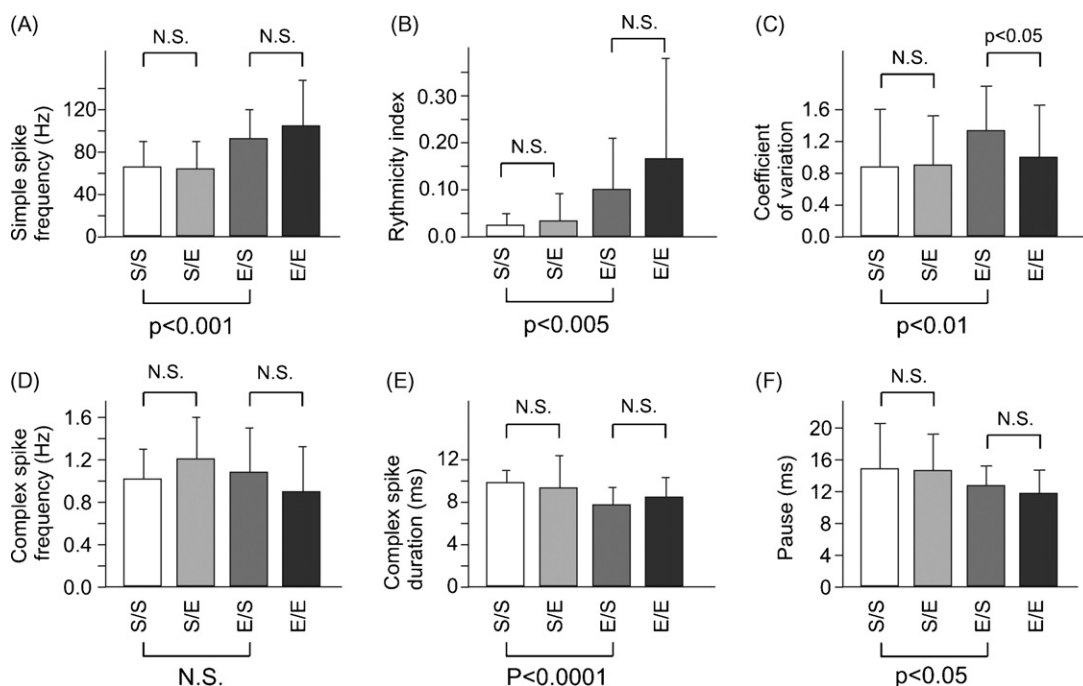 (A)
N.S.
N.S.
Simple spike
frequency (Hz)
120
80
40
0
S/S
S/E
E/S
E/E
p<0.001
(B)
N.S.
N.S.
Rythmicity index
0.30
0.10
0.0
S/S
S/E
E/S
E/E
p<0.005
(C)
N.S.
p<0.05
Coefficient
of variation
1.6
1.2
0.8
0.4
0.0
S/S
S/E
E/S
E/E
p<0.01
(D)
N.S.
N.S.
Complex spike
frequency (Hz)
1.6
1.2
0.8
0.4
0.0
S/S
S/E
E/S
E/E
N.S.
(E)
N.S.
N.S.
Complex spike
duration (ms)
12
8
4
0
S/S
S/E
E/S
E/E
P<0.0001
(F)
N.S.
N.S.
Pause (ms)
20
16
12
4
0
S/S
S/E
E/S
E/E
p<0.05